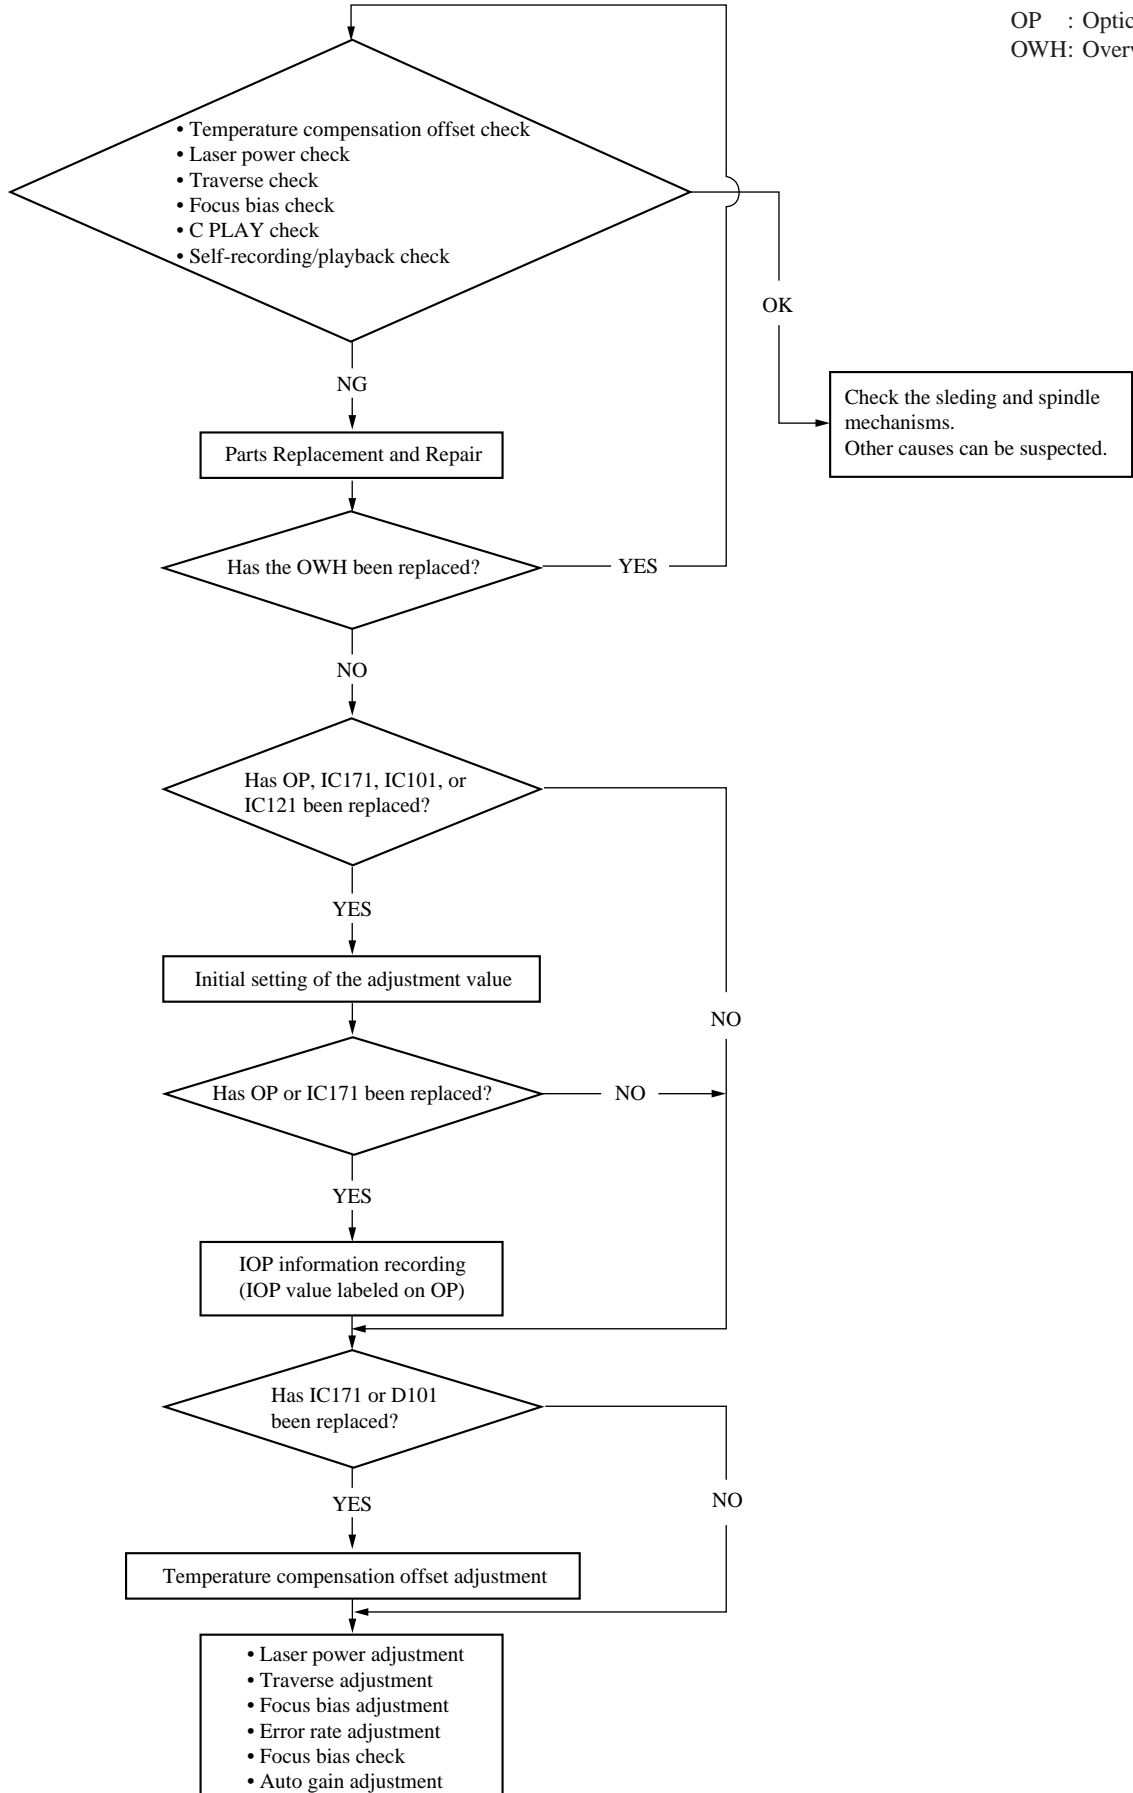 OP : Optic
OWH: Over
• Temperature compensation offset check
• Laser power check
• Traverse check
• Focus bias check
• C PLAY check
• Self-recording/playback check
OK
NG
Check the sleding and spindle
mechanisms.
Other causes can be suspected.
Parts Replacement and Repair
Has the OWH been replaced?
YES
NO
Has OP, IC171, IC101, or
IC121 been replaced?
YES
Initial setting of the adjustment value
NO
Has OP or IC171 been replaced?
NO
YES
IOP information recording
(IOP value labeled on OP)
Has IC171 or D101
been replaced?
YES
NO
Temperature compensation offset adjustment
• Laser power adjustment
• Traverse adjustment
• Focus bias adjustment
• Error rate adjustment
• Focus bias check
• Auto gain adjustment